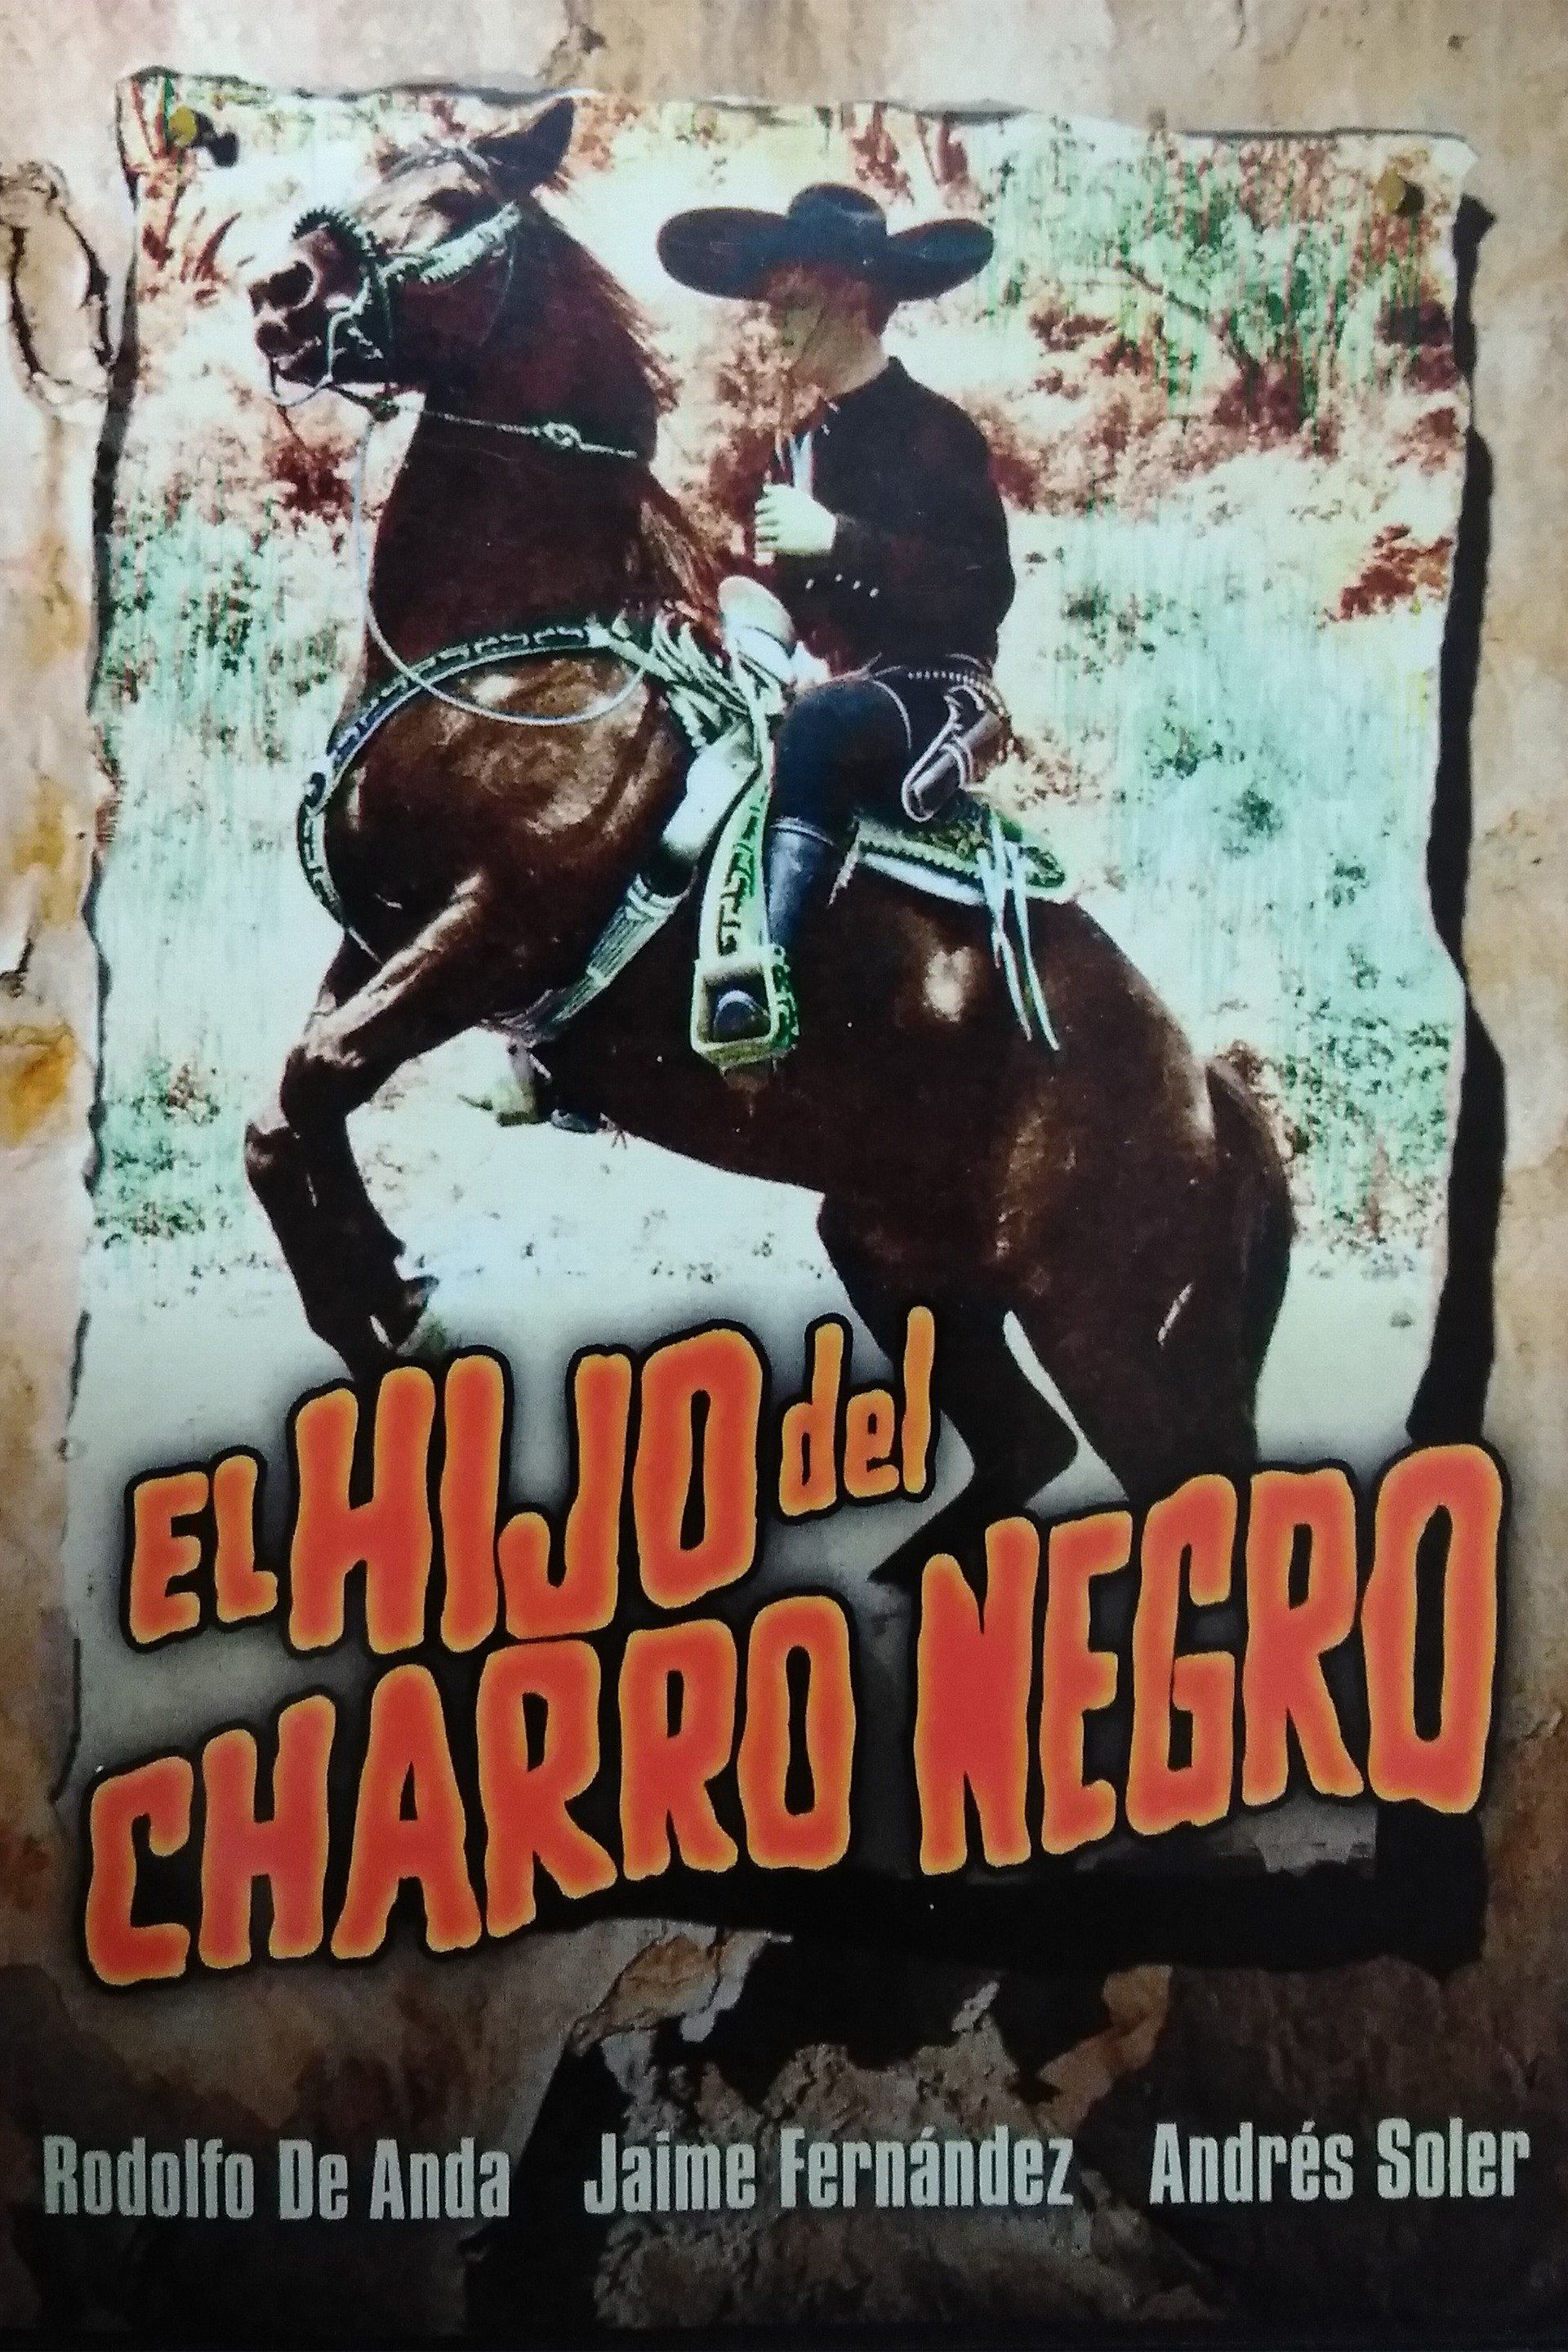 EL HIJO del
CHARRO NEGRO
Rodolfo De Anda Jaime Fernández Andrés Soler